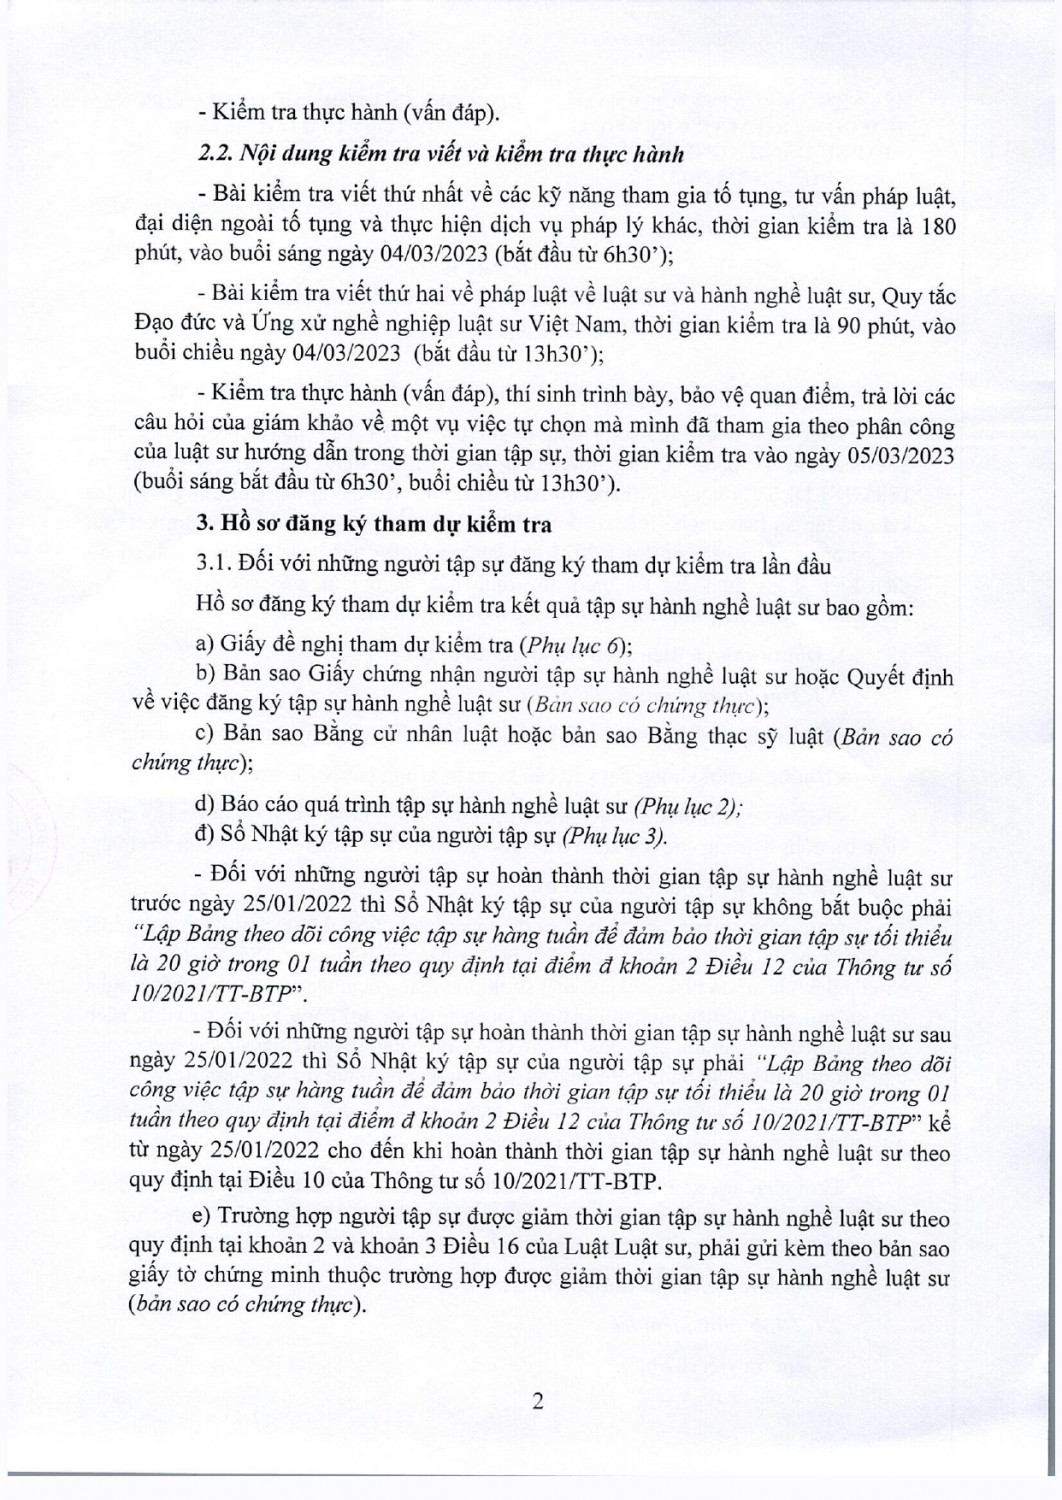 - Kiểm tra thực hành (vấn đáp).
2.2. Nội dung kiểm tra viết và kiểm tra thực hành
- Bài kiểm tra viết thứ nhất về các kỹ năng tham gia tố tụng, tư vấn pháp luật,
đại diện ngoài tố tụng và thực hiện dịch vụ pháp lý khác, thời gian kiểm tra là 180
phút, vào buổi sáng ngày 04/03/2023 (bắt đầu từ 6h30’);
- Bài kiểm tra viết thứ hai về pháp luật về luật sư và hành nghề luật sư, Quy tắc
Đạo đức và Ứng xử nghề nghiệp luật sư Việt Nam, thời gian kiểm tra là 90 phút, vào
buổi chiều ngày 04/03/2023 (bắt đầu từ 13h30’);
- Kiểm tra thực hành (vấn đáp), thí sinh trình bày, bảo vệ quan điểm, trả lời các
câu hỏi của giám khảo về một vụ việc tự chọn mà mình đã tham gia theo phân công
của luật sư hướng dẫn trong thời gian tập sự, thời gian kiểm tra vào ngày 05/03/2023
(buổi sáng bắt đầu từ 6h30’, buổi chiều từ 13h30’).
3. Hồ sơ đăng ký tham dự kiểm tra
3.1. Đối với những người tập sự đăng ký tham dự kiểm tra lần đầu
Hồ sơ đăng ký tham dự kiểm tra kết quả tập sự hành nghề luật sư bao gồm:
a) Giấy đề nghị tham dự kiểm tra (Phụ lục 6);
b) Bản sao Giấy chứng nhận người tập sự hành nghề luật sư hoặc Quyết định
về việc đăng ký tập sự hành nghề luật sư (Bản sao có chứng thực);
c) Bản sao Bằng cử nhân luật hoặc bản sao Bằng thạc sỹ luật (Bản sao có
chứng thực);
d) Báo cáo quá trình tập sự hành nghề luật sư (Phụ lục 2);
đ) Sổ Nhật ký tập sự của người tập sự (Phụ lục 3).
- Đối với những người tập sự hoàn thành thời gian tập sự hành nghề luật sư
trước ngày 25/01/2022 thì Sổ Nhật ký tập sự của người tập sự không bắt buộc phải
“Lập Bảng theo dõi công việc tập sự hàng tuần để đảm bảo thời gian tập sự tối thiểu
là 20 giờ trong 01 tuần theo quy định tại điểm đ khoản 2 Điều 12 của Thông tư số
10/2021/TT-BTP”.
- Đối với những người tập sự hoàn thành thời gian tập sự hành nghề luật sư sau
ngày 25/01/2022 thì Sổ Nhật ký tập sự của người tập sự phải “Lập Bảng theo dõi
công việc tập sự hàng tuần để đảm bảo thời gian tập sự tối thiểu là 20 giờ trong 01
tuần theo quy định tại điểm đ khoản 2 Điều 12 của Thông tư số 10/2021/TT-BTP” kể
từ ngày 25/01/2022 cho đến khi hoàn thành thời gian tập sự hành nghề luật sư theo
quy định tại Điều 10 của Thông tư số 10/2021/TT-BTP.
e) Trường hợp người tập sự được giảm thời gian tập sự hành nghề luật sư theo
quy định tại khoản 2 và khoản 3 Điều 16 của Luật Luật sư, phải gửi kèm theo bản sao
giấy tờ chứng minh thuộc trường hợp được giảm thời gian tập sự hành nghề luật sư
(bản sao có chứng thực).
2